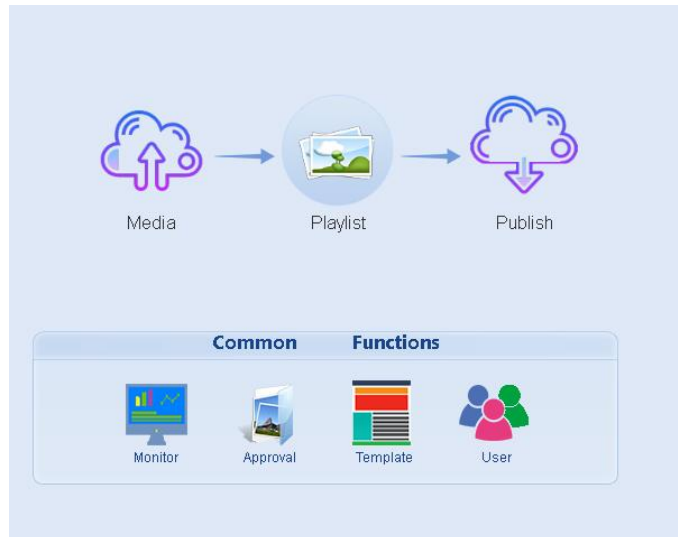 Media Playlist Publish
Common Functions
Monitor Approval Template User